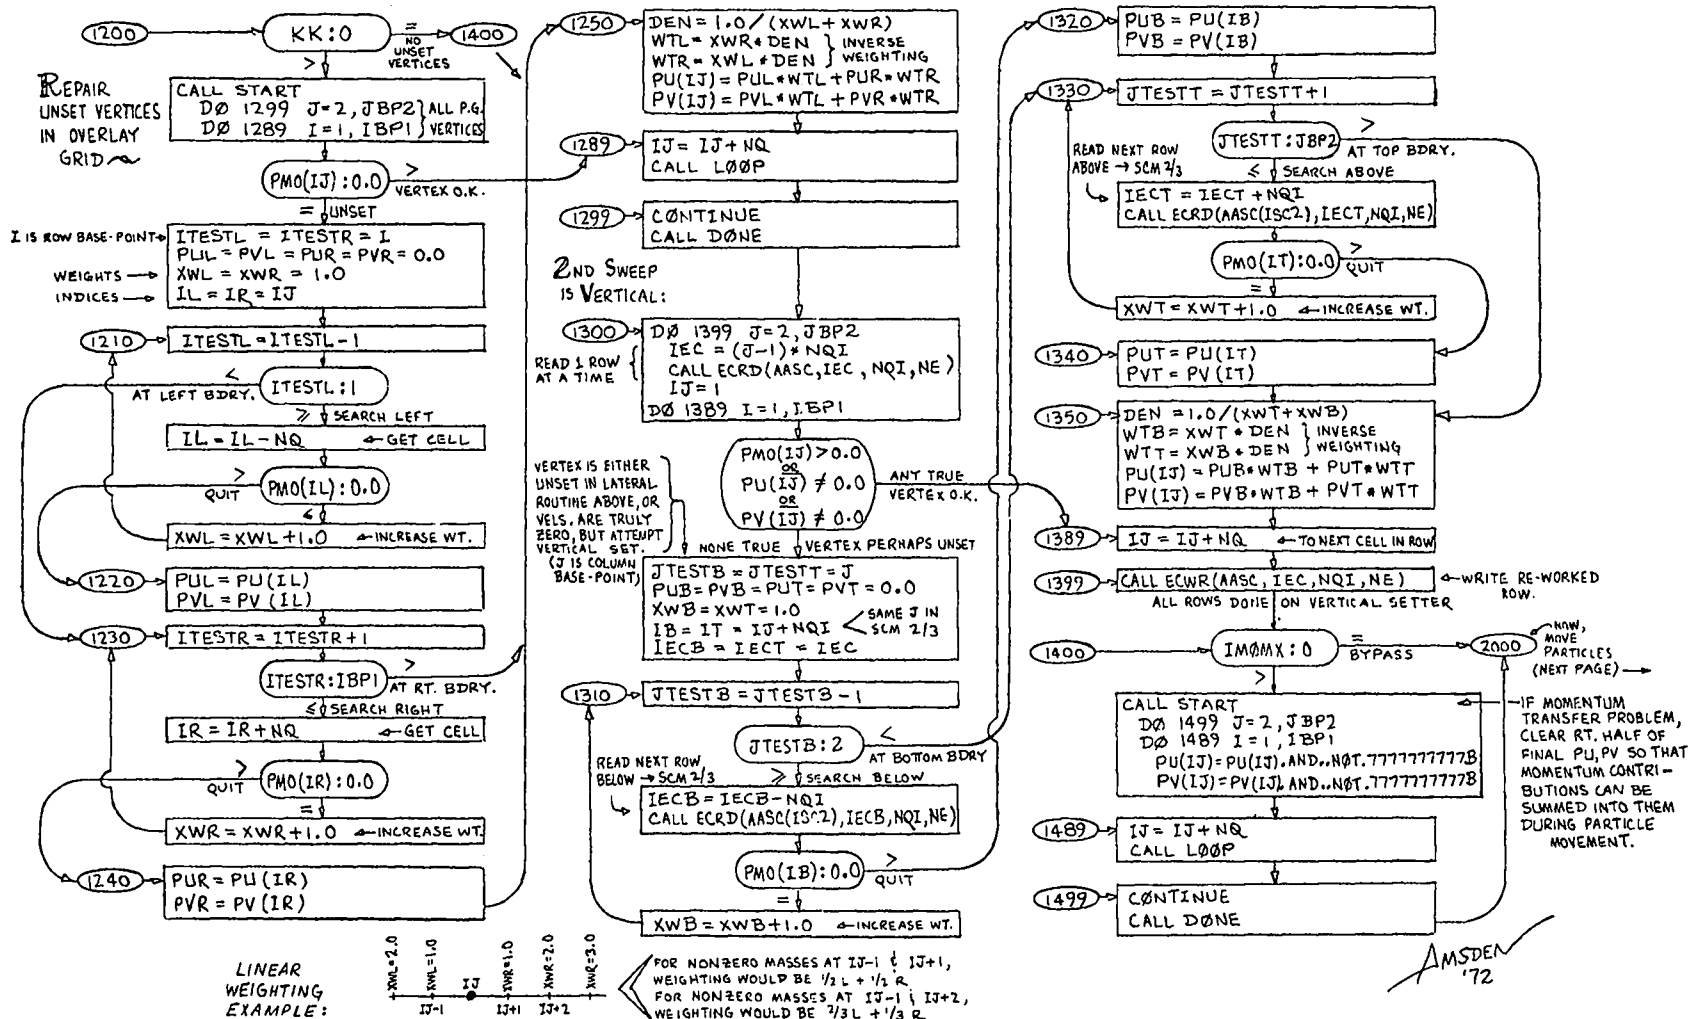 1200
KK:0
=
NO
UNSET
VERTICES
1400
>
REPAIR
UNSET VERTICES
IN OVERLAY
GRID
CALL START
DØ 1299 J=2, JBP2
DØ 1289 I=1, IBP1
ALL P.G.
VERTICES
PMO(IJ):0.0
>
VERTEX O.K.
= UNSET
I IS ROW BASE-POINT
WEIGHTS
INDICES
ITESTL = ITESTR = I
PUL = PVL = PUR = PVR = 0.0
XWL = XWR = 1.0
IL = IR = IJ
1210
ITESTL = ITESTL-1
<
AT LEFT BDRY.
ITESTL:1
≥ SEARCH LEFT
IL = IL-NQ GET CELL
>
QUIT
PMO(IL):0.0
≤
XWL = XWL+1.0 INCREASE WT.
1220
PUL = PU(IL)
PVL = PV(IL)
1230
ITESTR = ITESTR+1
ITESTR:IBP1
>
AT RT. BDRY.
≤ SEARCH RIGHT
IR = IR+NQ GET CELL
>
QUIT
PMO(IR):0.0
=
XWR = XWR+1.0 INCREASE WT.
1240
PUR = PU(IR)
PVR = PV(IR)
1250
DEN = 1.0/(XWL+XWR)
WTL = XWR*DEN
WTR = XWL*DEN
INVERSE
WEIGHTING
PU(IJ) = PUL*WTL+PUR*WTR
PV(IJ) = PVL*WTL+PVR*WTR
1289
IJ = IJ+NQ
CALL LØØP
1299
CØNTINUE
CALL DØNE
2ND SWEEP
IS VERTICAL:
1300
READ 1 ROW
AT A TIME
DØ 1399 J=2, JBP2
IEC = (J-1)*NQI
CALL ECRD(AASC, IEC, NQI, NE)
IJ = 1
DØ 1389 I=1, IBP1
PMO(IJ)>0.0
OR
PU(IJ) ≠ 0.0
OR
PV(IJ) ≠ 0.0
ANY TRUE
VERTEX O.K.
VERTEX IS EITHER
UNSET IN LATERAL
ROUTINE ABOVE, OR
VELS. ARE TRULY
ZERO, BUT ATTEMPT
VERTICAL SET.
(J IS COLUMN
BASE-POINT)
NONE TRUE VERTEX PERHAPS UNSET
JTESTB = JTESTT = J
PUB = PVB = PUT = PVT = 0.0
XWB = XWT = 1.0
IB = IT = IJ+NQI
IECB = IECT = IEC
SAME J IN
SCM 2/3
1310
JTESTB = JTESTB-1
JTESTB:2
<
AT BOTTOM BDRY
READ NEXT ROW
BELOW → SCM 2/3
≥ SEARCH BELOW
IECB = IECB-NQI
CALL ECRD(AASC(ISC2), IECB, NQI, NE)
PMO(IB):0.0
>
QUIT
=
XWB = XWB+1.0 INCREASE WT.
1320
PUB = PU(IB)
PVB = PV(IB)
1330
JTESTT = JTESTT+1
JTESTT:JBP2
>
AT TOP BDRY.
READ NEXT ROW
ABOVE → SCM 2/3
≤ SEARCH ABOVE
IECT = IECT+NQI
CALL ECRD(AASC(ISC2), IECT, NQI, NE)
PMO(IT):0.0
>
QUIT
=
XWT = XWT+1.0 INCREASE WT.
1340
PUT = PU(IT)
PVT = PV(IT)
1350
DEN = 1.0/(XWT+XWB)
WTB = XWT*DEN
WTT = XWB*DEN
INVERSE
WEIGHTING
PU(IJ) = PUB*WTB + PUT*WTT
PV(IJ) = PVB*WTB + PVT*WTT
1389
IJ = IJ+NQ TO NEXT CELL IN ROW
1399
CALL ECWR(AASC, IEC, NQI, NE)
WRITE RE-WORKED
ROW.
ALL ROWS DONE ON VERTICAL SETTER
1400
IMØMX:0
=
BYPASS
2000
NOW,
MOVE
PARTICLES
(NEXT PAGE)
>
CALL START
DØ 1499 J=2, JBP2
DØ 1489 I=1, IBP1
PU(IJ)=PU(IJ).AND..NØT.7777777777B
PV(IJ)=PV(IJ).AND..NØT.7777777777B
IF MOMENTUM
TRANSFER PROBLEM,
CLEAR RT. HALF OF
FINAL PU, PV SO THAT
MOMENTUM CONTRI-
BUTIONS CAN BE
SUMMED INTO THEM
DURING PARTICLE
MOVEMENT.
1489
IJ = IJ+NQ
CALL LØØP
1499
CØNTINUE
CALL DØNE
AMSDEN
'72
LINEAR
WEIGHTING
EXAMPLE:
XWL=2.0
XWL=1.0
IJ
XWR=1.0
XWR=2.0
XWR=3.0
IJ-1 IJ+1 IJ+2
FOR NONZERO MASSES AT IJ-1 & IJ+1,
WEIGHTING WOULD BE 1/2 L + 1/2 R
FOR NONZERO MASSES AT IJ-1 & IJ+2,
WEIGHTING WOULD BE 2/3 L + 1/3 R